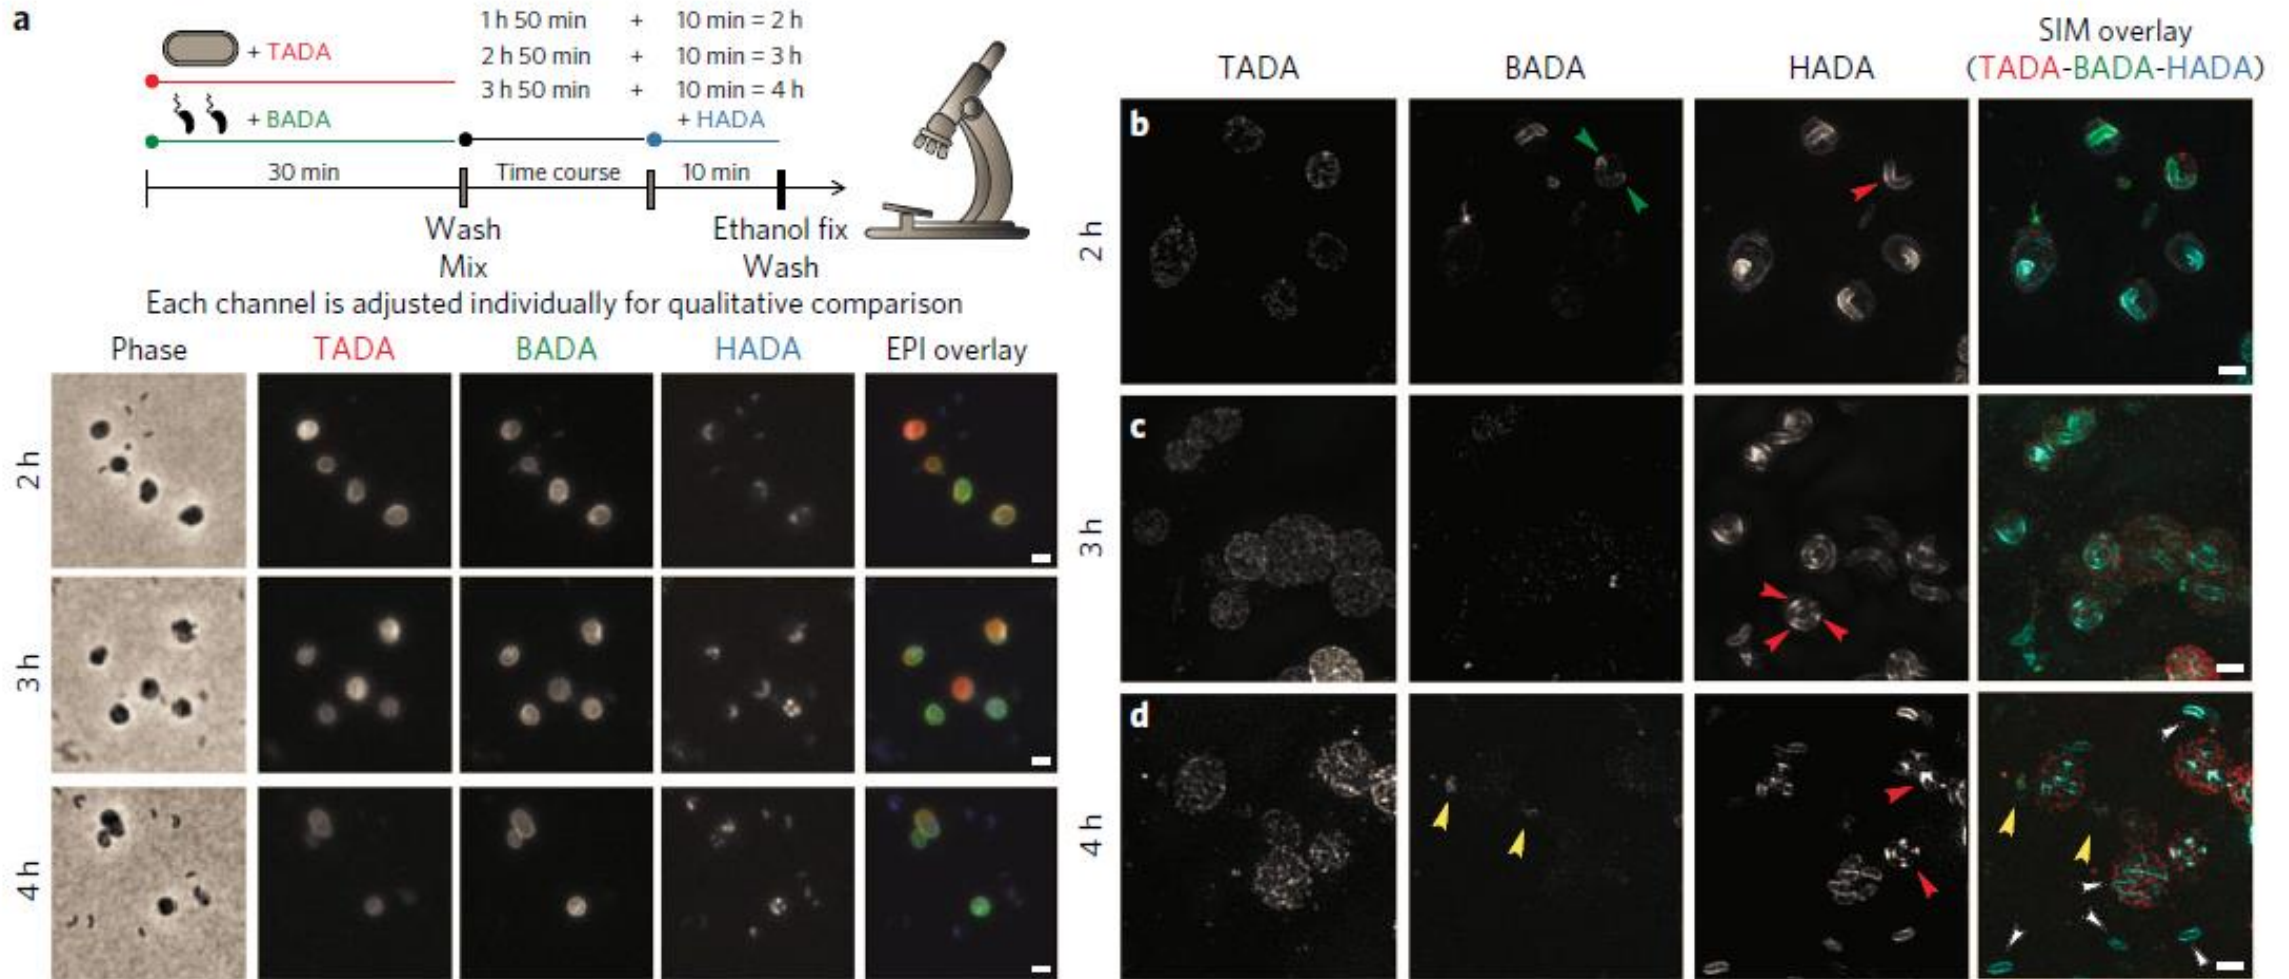 a
1 h 50 min + 10 min = 2 h
+ TADA
2 h 50 min + 10 min = 3 h
3 h 50 min + 10 min = 4 h
+ BADA
+ HADA
30 min
Time course
10 min
Wash
Mix
Ethanol fix
Wash
Each channel is adjusted individually for qualitative comparison
Phase TADA BADA HADA EPI overlay
2 h
3 h
4 h
TADA BADA HADA SIM overlay
(TADA-BADA-HADA)
b
2 h
c
3 h
d
4 h